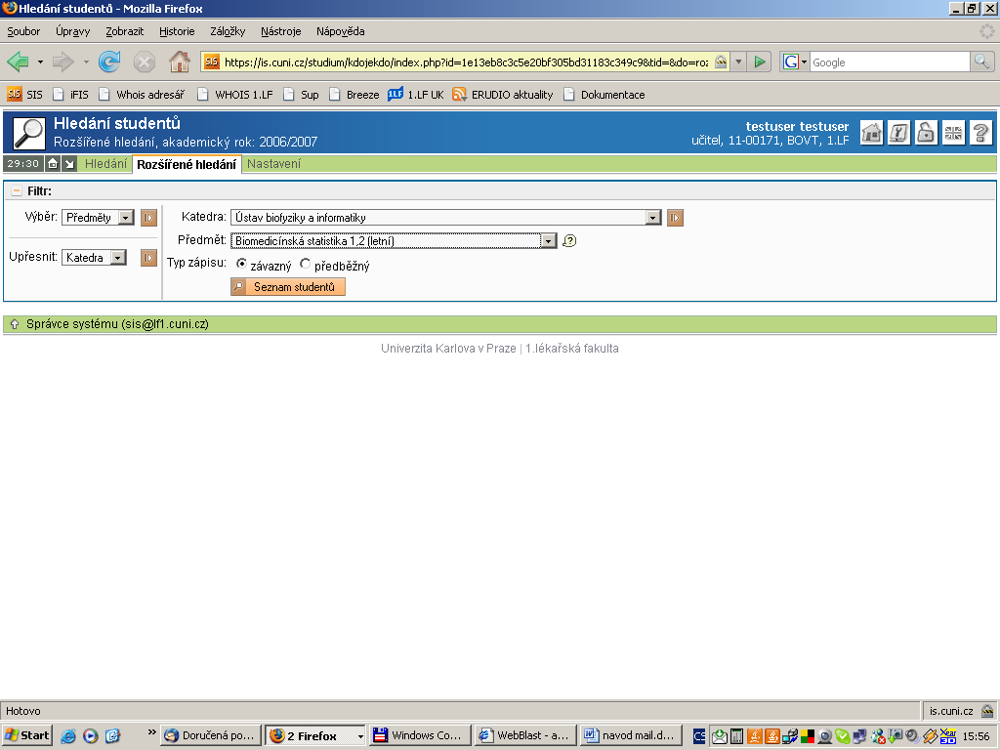 Hledání studentů - Mozilla Firefox
Soubor Úpravy Zobrazit Historie Záložky Nástroje Nápověda
SIS https://is.cuni.cz/studium/kdojekdo/index.php?id=1e13eb8c3c5e20bf305bd31183c349c9&tid=&do=roz G Google
SIS SIS iFIS Whois adresář WHOIS 1.LF Sup Breeze 1LF 1.LF UK ERUDIO aktuality Dokumentace
Hledání studentů
Rozšířené hledání, akademický rok: 2006/2007
testuser testuser
učitel, 11-00171, BOVT, 1.LF
29:30 Hledání Rozšířené hledání Nastavení
Filtr:
Výběr: Předměty Katedra: Ústav biofyziky a informatiky
Předmět: Biomedicínská statistika 1,2 (letní)
Upřesnit: Katedra Typ zápisu: závazný předběžný
Seznam studentů
Správce systému (sis@lf1.cuni.cz)
Univerzita Karlova v Praze | 1.lékařská fakulta
Hotovo is.cuni.cz
Start » Doručená po... 2 Firefox Windows Co... WebBlast - a... navod mail.d... CS 15:56